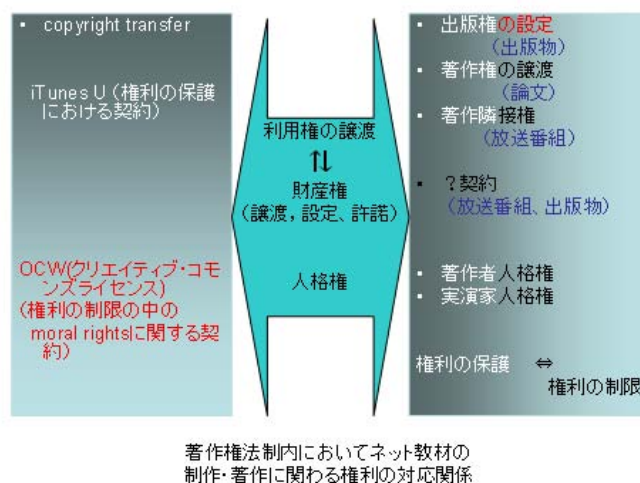 • copyright transfer
iTunes U (権利の保護
における契約)
OCW(クリエイティブ・コモ
ンズライセンス)
(権利の制限の中の
moral rightsに関する契
約)
利用権の譲渡
⇅
財産権
(譲渡，設定、許諾)
人格権
• 出版権の設定
(出版物)
• 著作権の譲渡
(論文)
• 著作隣接権
(放送番組)
• ？契約
(放送番組、出版物)
• 著作者人格権
• 実演家人格権
権利の保護 ⇔
権利の制限
著作権法制内においてネット教材の
制作・著作に関わる権利の対応関係